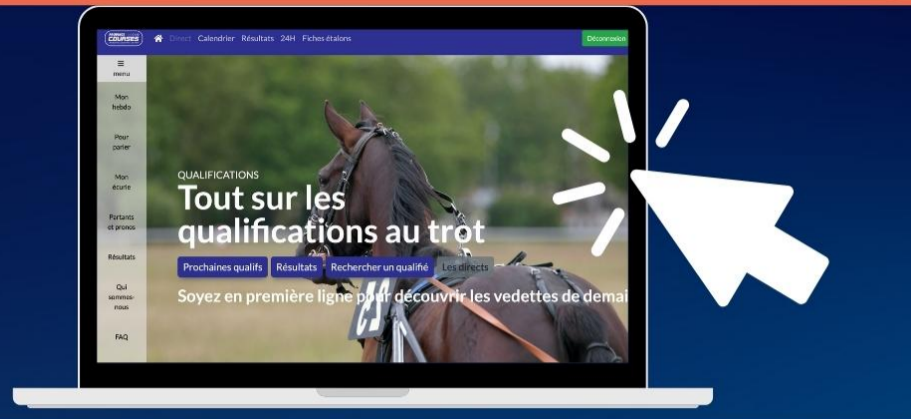 COURSES
Direct Calendrier Résultats 24H Fiches étalons
Déconnexion
menu
Mon
hebdo
Pour
parier
Mon
écurie
Partants
et pronos
Résultats
Qui
sommes-
nous
FAQ
QUALIFICATIONS
Tout sur les
qualifications au trot
Prochaines qualifs Résultats Rechercher un qualifié Les directs
Soyez en première ligne pour découvrir les vedettes de demai